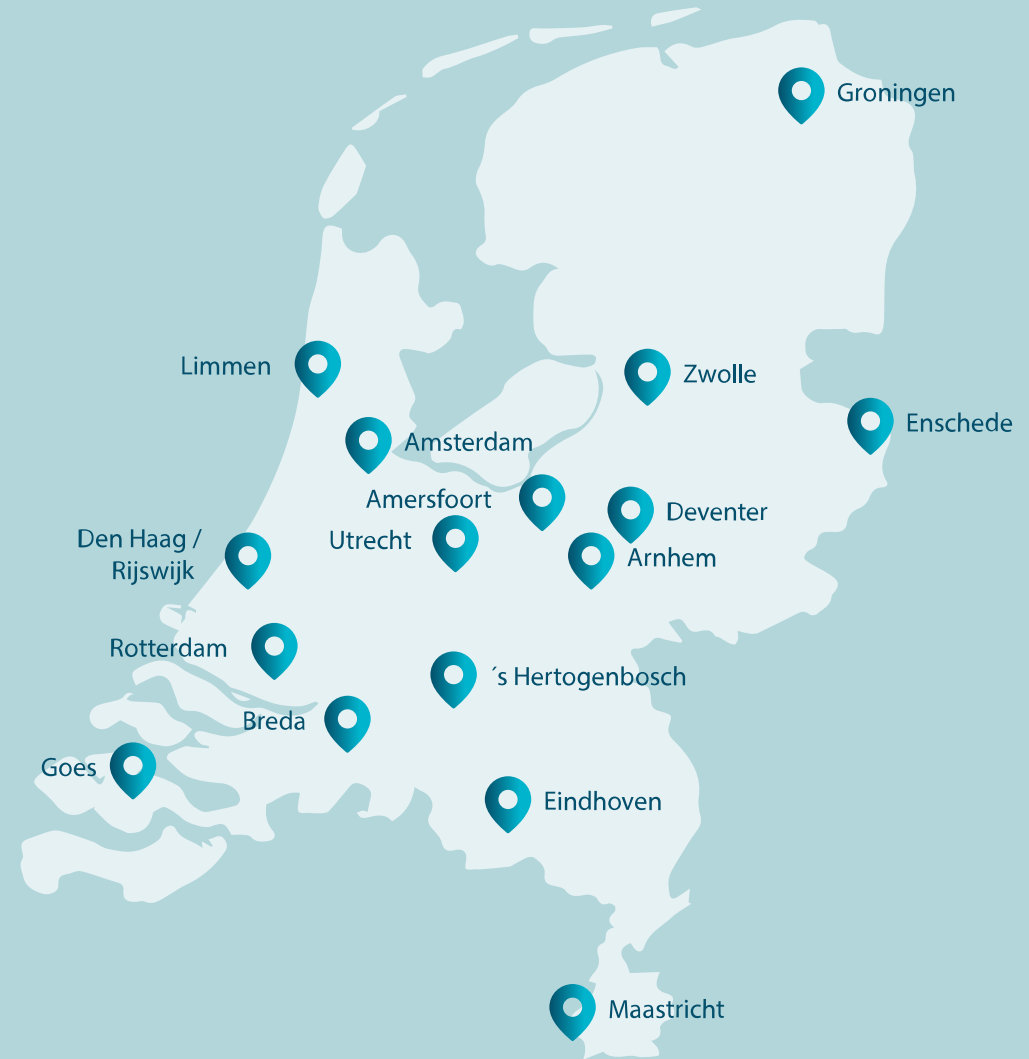 Groningen
Limmen
Zwolle
Enschede
Amsterdam
Amersfoort
Deventer
Utrecht
Den Haag /
Rijswijk
Arnhem
Rotterdam
´s Hertogenbosch
Breda
Goes
Eindhoven
Maastricht